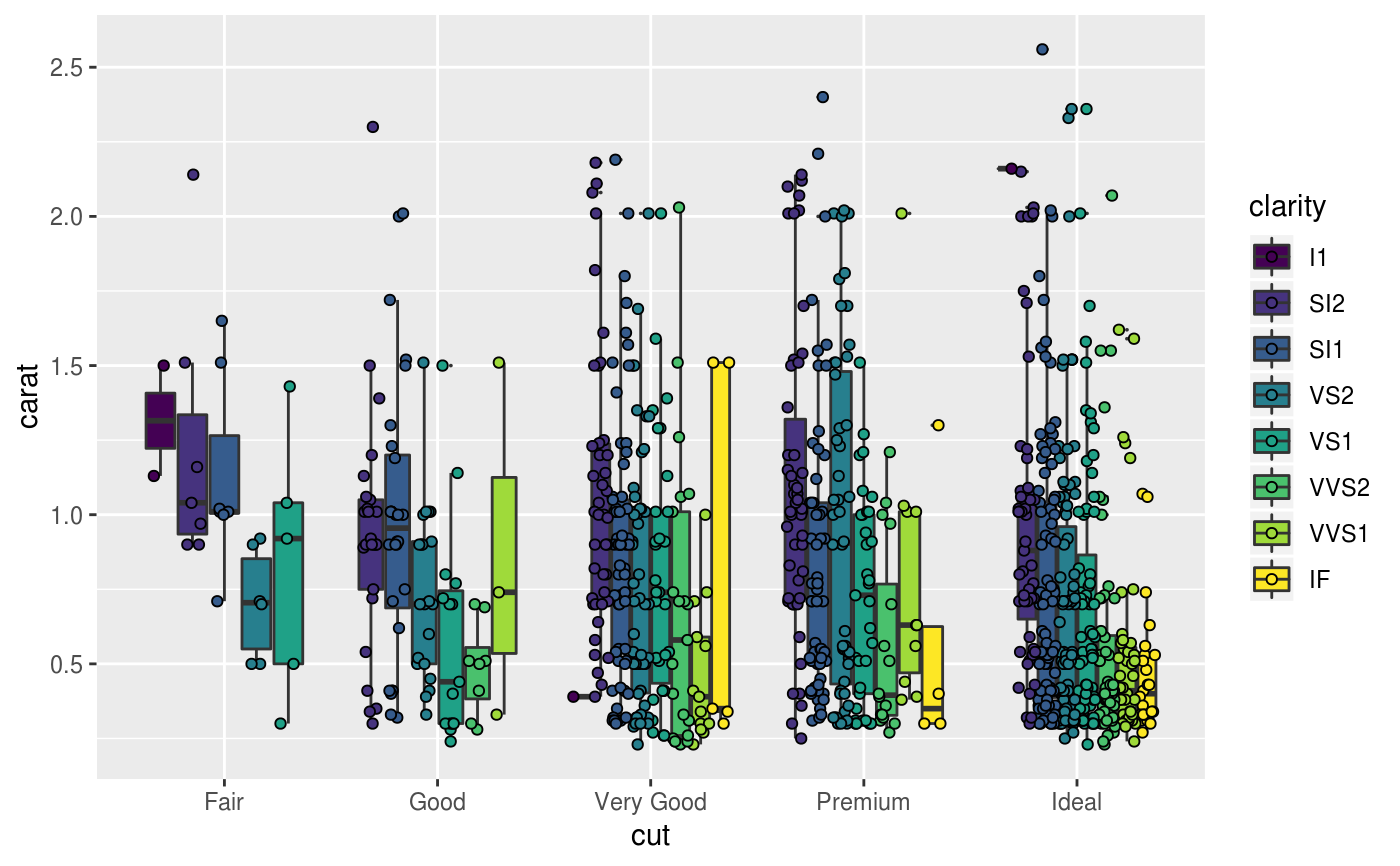 2.5
2.0
1.5
1.0
0.5
carat
Fair Good Very Good Premium Ideal
cut
clarity
I1
SI2
SI1
VS2
VS1
VVS2
VVS1
IF